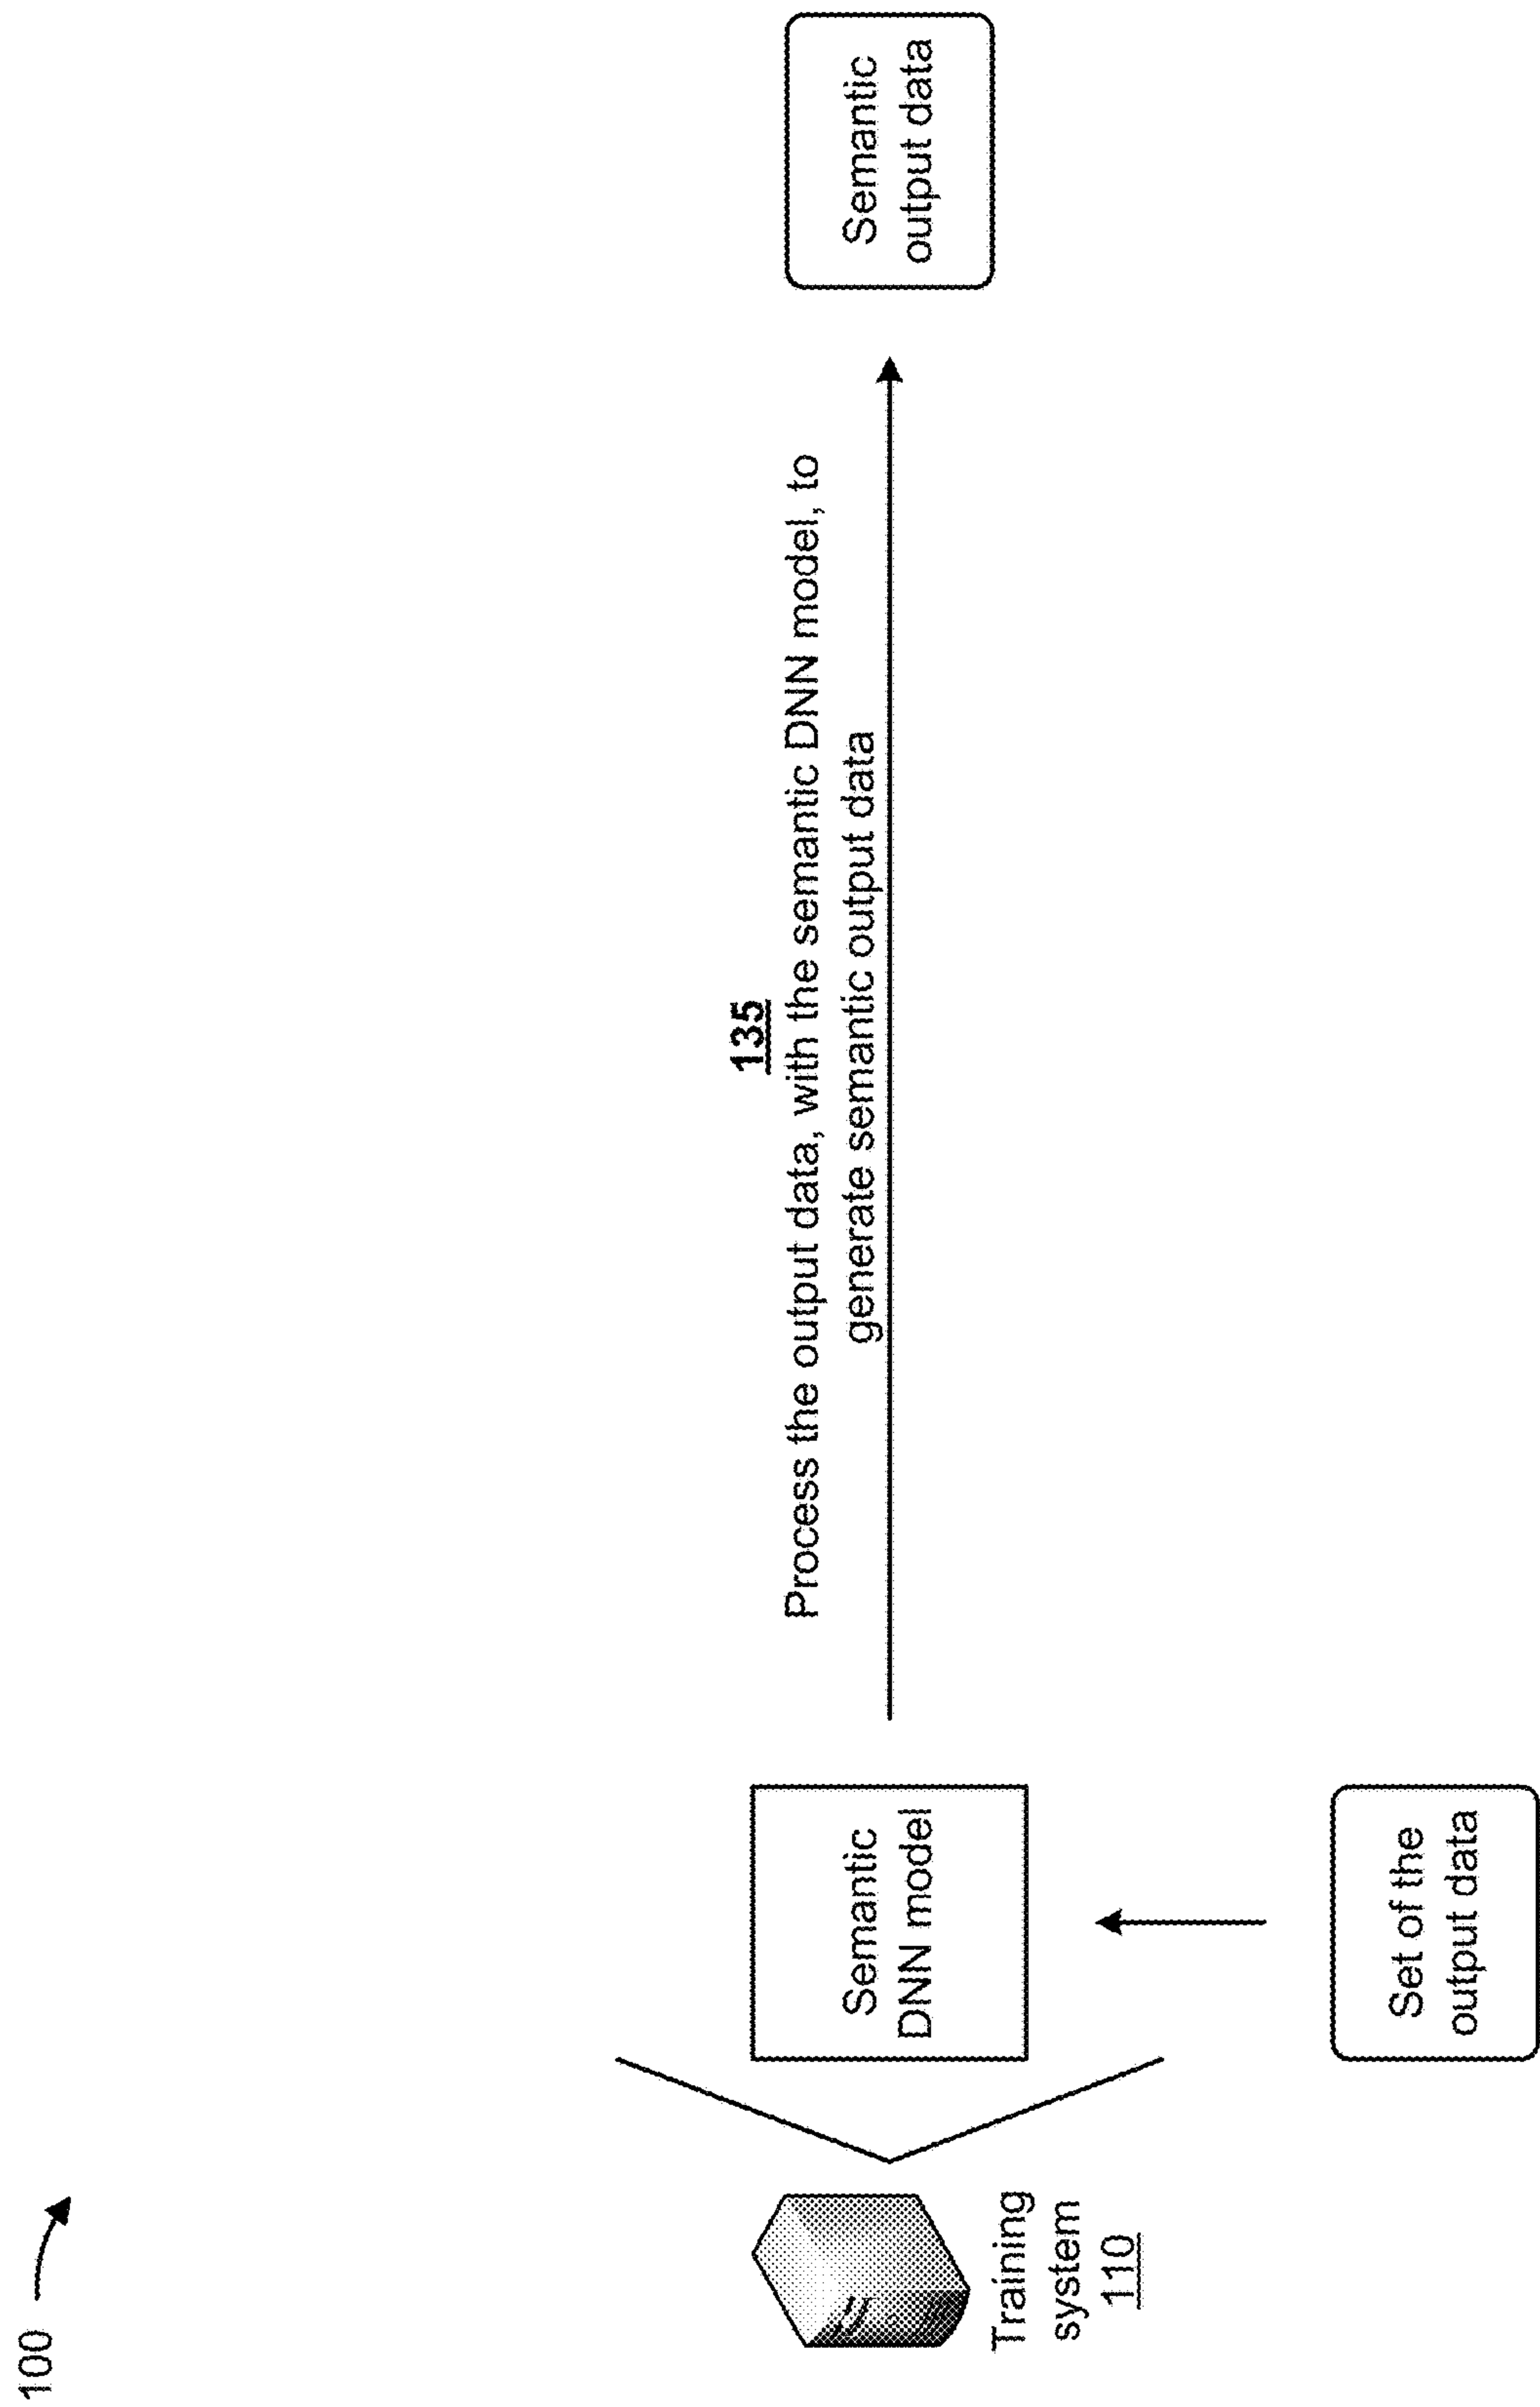 100
135
Process the output data, with the semantic DNN model, to
generate semantic output data
Semantic
DNN model
Semantic
output data
Training
system
110
Set of the
output data